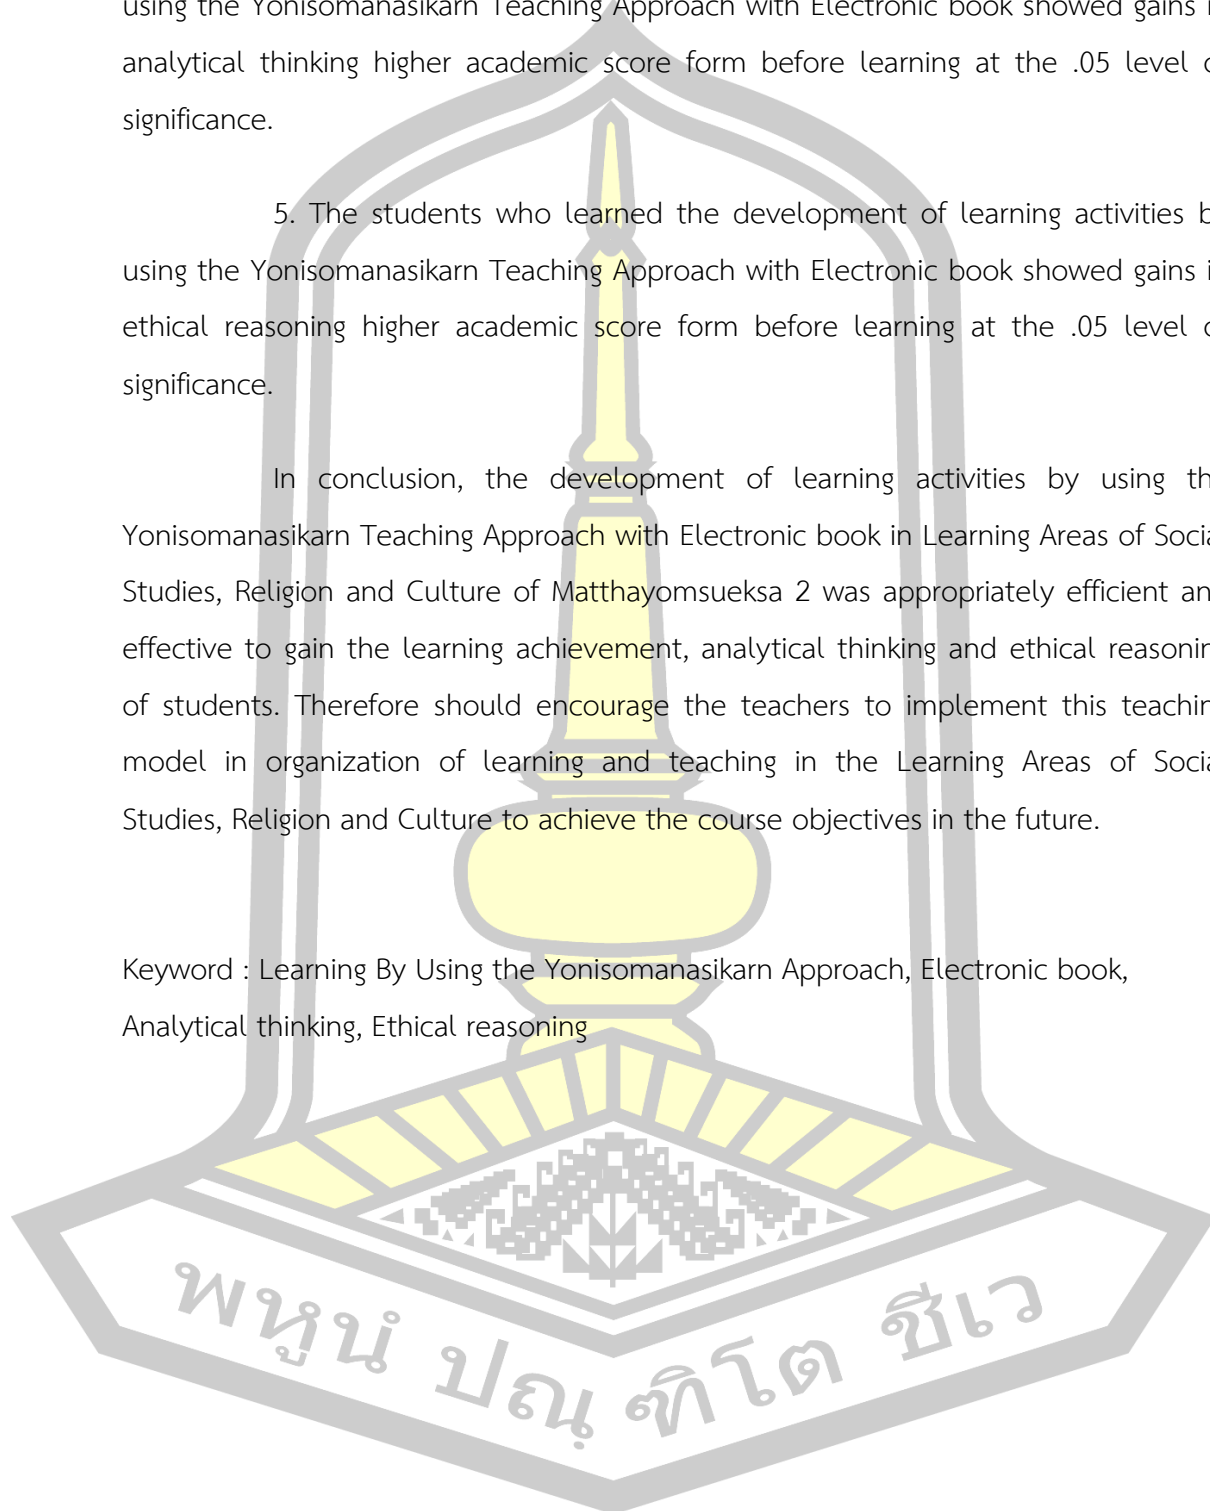 using the Yonisomanasikarn Teaching Approach with Electronic book showed gains
analytical thinking higher academic score form before learning at the .05 level
significance.
5. The students who learned the development of learning activities
using the Yonisomanasikarn Teaching Approach with Electronic book showed gains
ethical reasoning higher academic score form before learning at the .05 level
significance.
In conclusion, the development of learning activities by using th
Yonisomanasikarn Teaching Approach with Electronic book in Learning Areas of Socia
Studies, Religion and Culture of Matthayomsueksa 2 was appropriately efficient an
effective to gain the learning achievement, analytical thinking and ethical reasonin
of students. Therefore should encourage the teachers to implement this teachin
model in organization of learning and teaching in the Learning Areas of Socia
Studies, Religion and Culture to achieve the course objectives in the future.
Keyword : Learning By Using the Yonisomanasikarn Approach, Electronic book,
Analytical thinking, Ethical reasoning
พหูนํ ปณฺฑิโต ชีเว